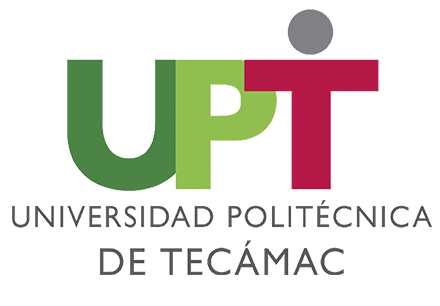 UPT
UNIVERSIDAD POLITÉCNICA
DE TECÁMAC